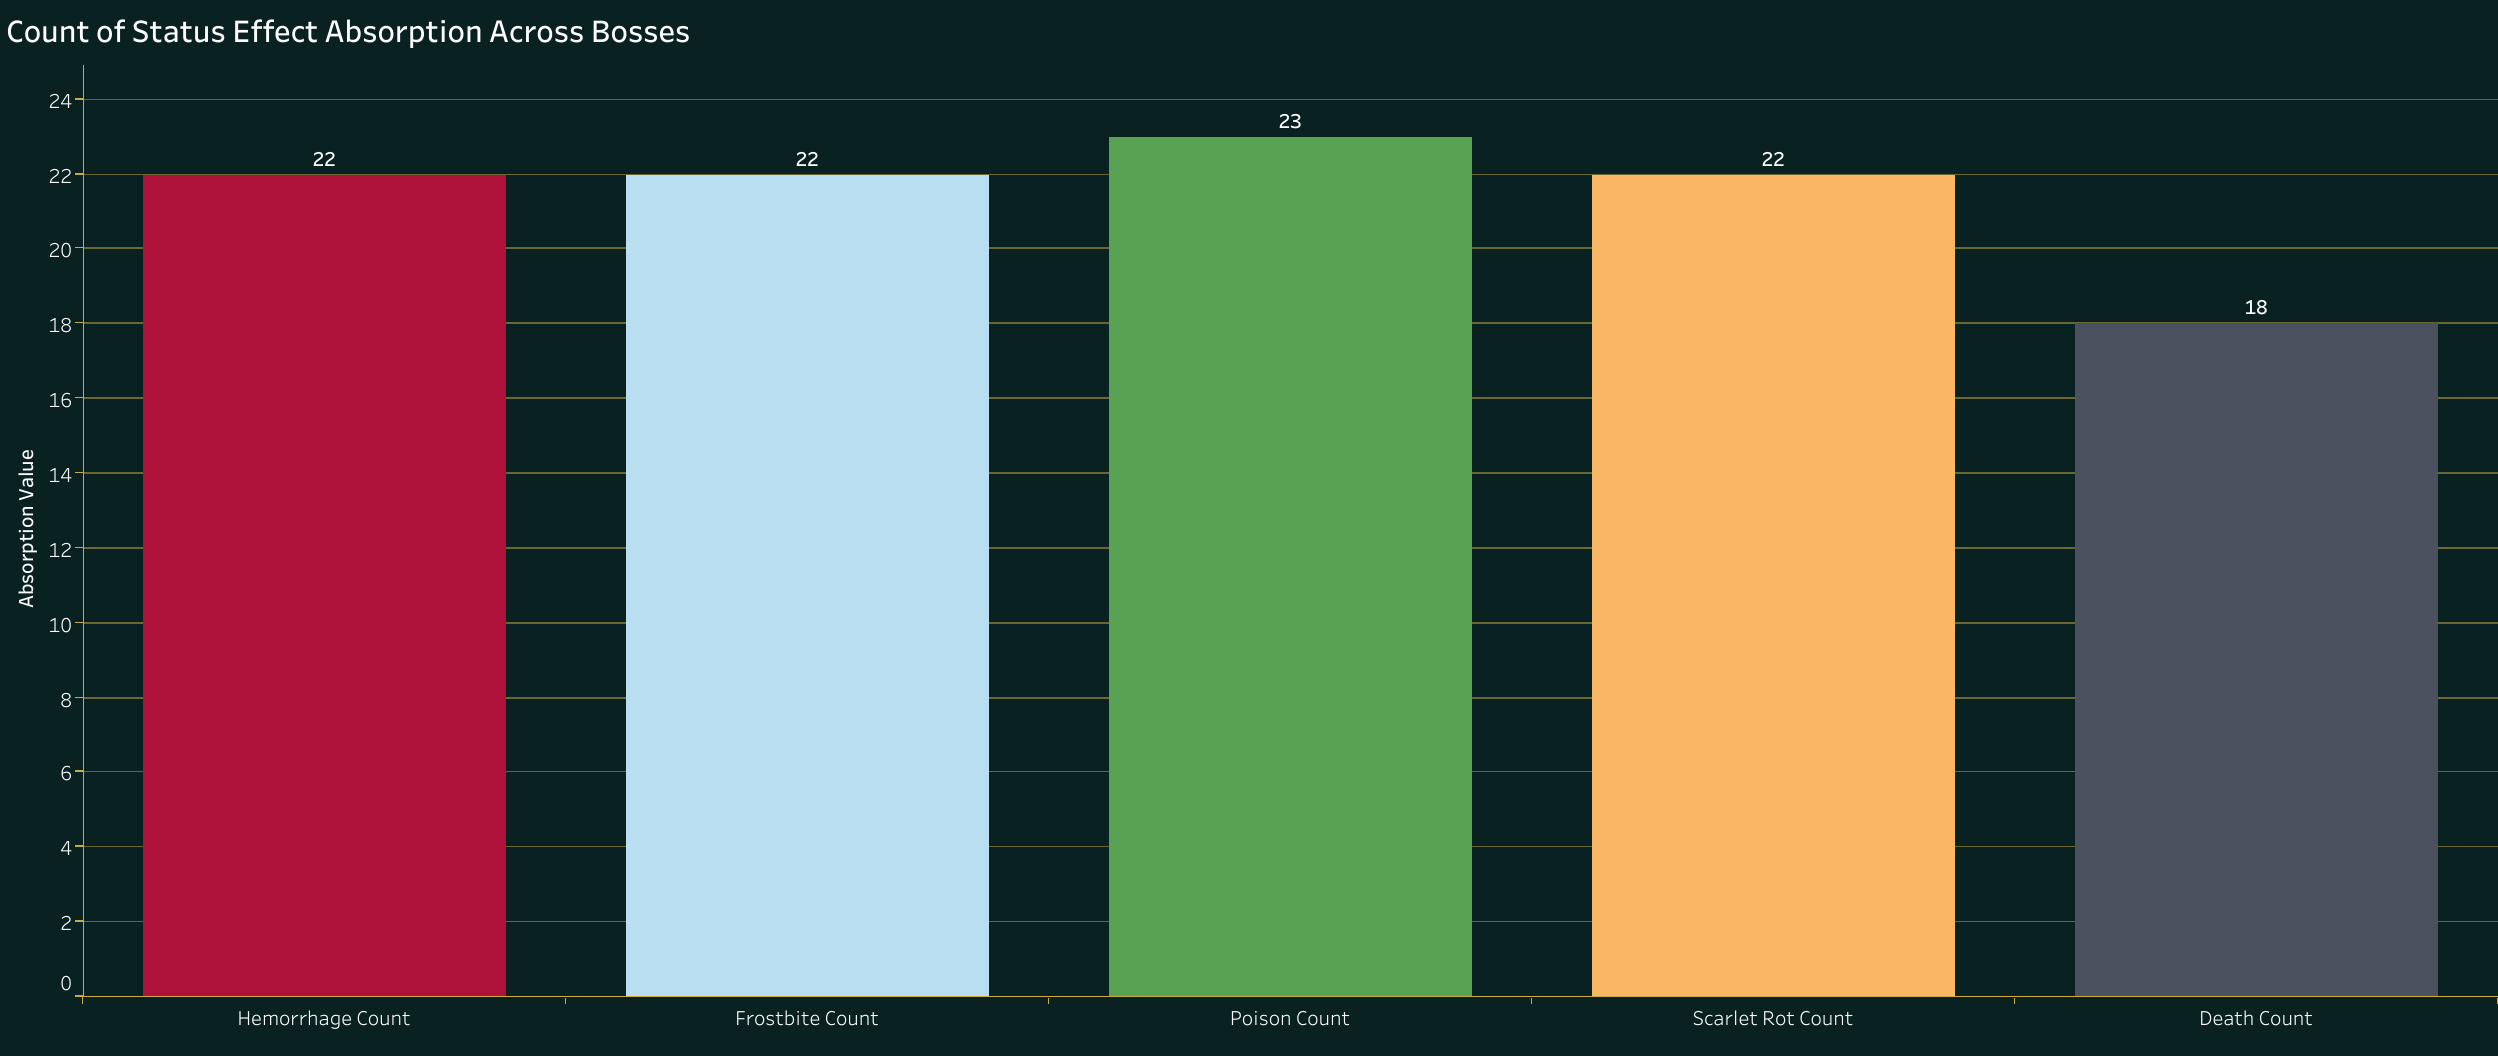 Count of Status Effect Absorption Across Bosses
24
22
20
18
16
14
12
10
8
6
4
2
0
Absorption Value
22
22
23
22
18
Hemorrhage Count
Frostbite Count
Poison Count
Scarlet Rot Count
Death Count